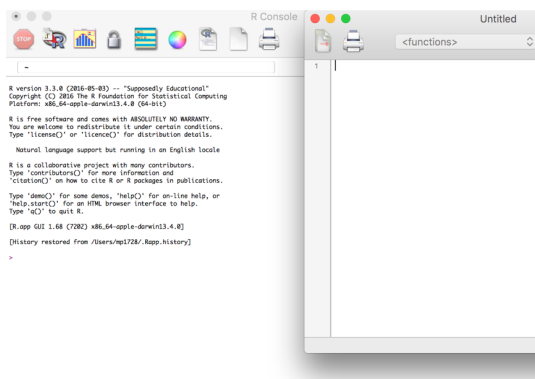 R Console
STOP
R
~
R version 3.3.0 (2016-05-03) -- "Supposedly Educational"
Copyright (C) 2016 The R Foundation for Statistical Computing
Platform: x86_64-apple-darwin13.4.0 (64-bit)
R is free software and comes with ABSOLUTELY NO WARRANTY.
You are welcome to redistribute it under certain conditions.
Type 'license()' or 'licence()' for distribution details.
Natural language support but running in an English locale
R is a collaborative project with many contributors.
Type 'contributors()' for more information and
'citation()' on how to cite R or R packages in publications.
Type 'demo()' for some demos, 'help()' for on-line help, or
'help.start()' for an HTML browser interface to help.
Type 'q()' to quit R.
[R.app GUI 1.68 (7202) x86_64-apple-darwin13.4.0]
[History restored from /Users/mp1728/.Rapp.history]
>
Untitled
<functions>
1